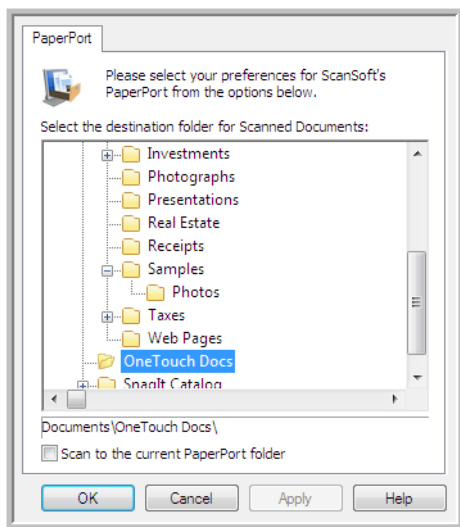 PaperPort
Please select your preferences for ScanSoft's
PaperPort from the options below.
Select the destination folder for Scanned Documents:
Investments
Photographs
Presentations
Real Estate
Receipts
Samples
Photos
Taxes
Web Pages
OneTouch Docs
SnagIt Catalog
Documents\OneTouch Docs\
Scan to the current PaperPort folder
OK Cancel Apply Help